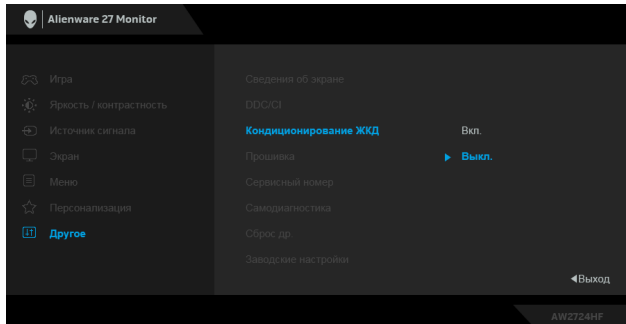 Alienware 27 Monitor
Игра
Яркость / контрастность
Источник сигнала
Экран
Меню
Персонализация
Другое
Сведения об экране
DDC/CI
Кондиционирование ЖКД
Вкл.
Прошивка
Выкл.
Сервисный номер
Самодиагностика
Сброс др
Заводские настройки
Выход
AW2724HF